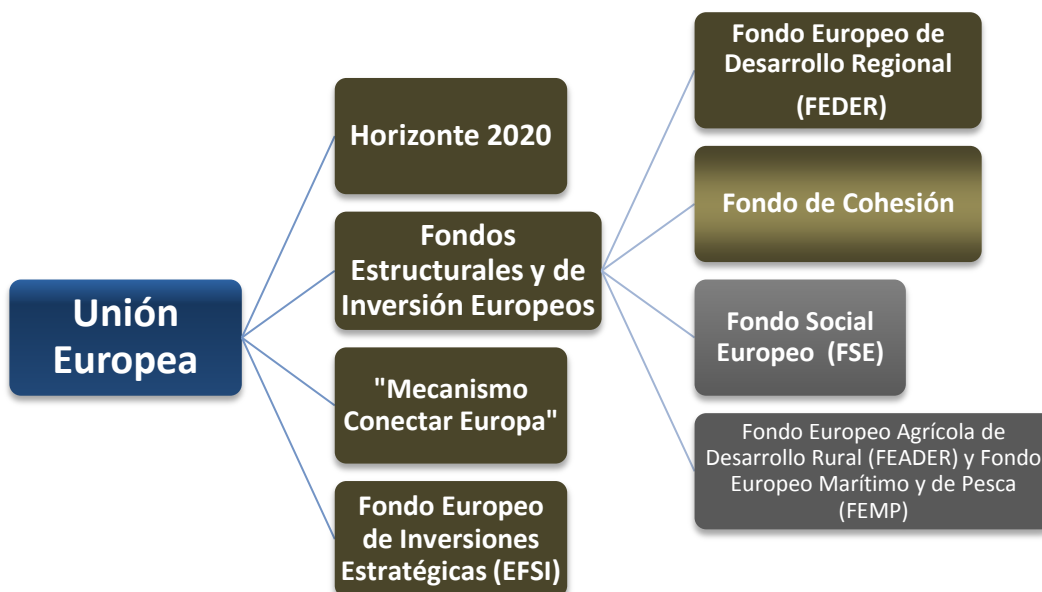 Unión
Europea
Horizonte 2020
Fondos
Estructurales y de
Inversión Europeos
"Mecanismo
Conectar Europa"
Fondo Europeo
de Inversiones
Estratégicas (EFSI)
Fondo Europeo de
Desarrollo Regional
(FEDER)
Fondo de Cohesión
Fondo Social
Europeo (FSE)
Fondo Europeo Agrícola de
Desarrollo Rural (FEADER) y Fondo
Europeo Marítimo y de Pesca
(FEMP)